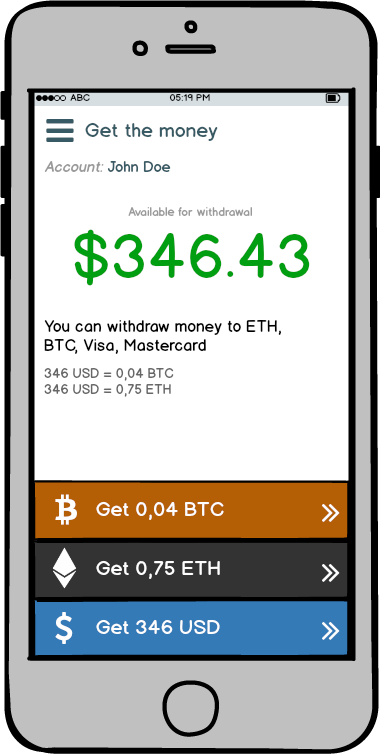 ABC 05:19 PM
Get the money
Account: John Doe
Available for withdrawal
$346.43
You can withdraw money to ETH,
BTC, Visa, Mastercard
346 USD = 0,04 BTC
346 USD = 0,75 ETH
Get 0,04 BTC
Get 0,75 ETH
$ Get 346 USD